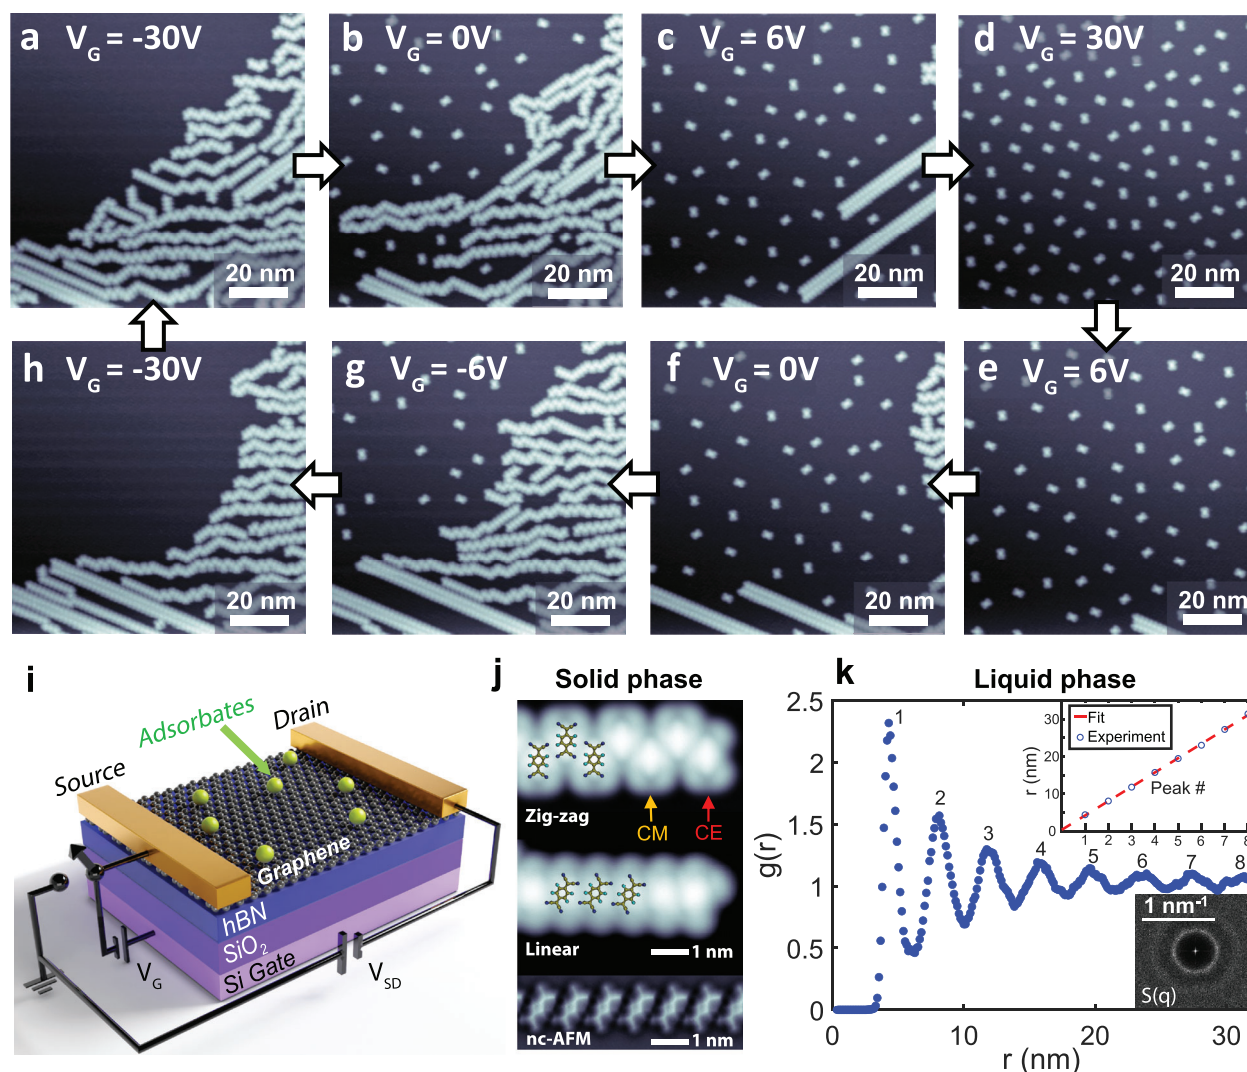 a V_G = -30V
20 nm
b V_G = 0V
20 nm
c V_G = 6V
20 nm
d V_G = 30V
20 nm
h V_G = -30V
20 nm
g V_G = -6V
20 nm
f V_G = 0V
20 nm
e V_G = 6V
20 nm
i
Adsorbates
Drain
Source
Graphene
hBN
SiO₂
Si Gate
V_G
V_SD
j Solid phase
Zig-zag
CM
CE
Linear
1 nm
nc-AFM
1 nm
k Liquid phase
g(r)
2.5
2
1.5
1
0.5
0
0
10
20
30
r (nm)
1
2
3
4
5
6
7
8
Fit
Experiment
r (nm)
30
20
10
0
Peak #
1 2 3 4 5 6 7 8
1 nm⁻¹
S(q)